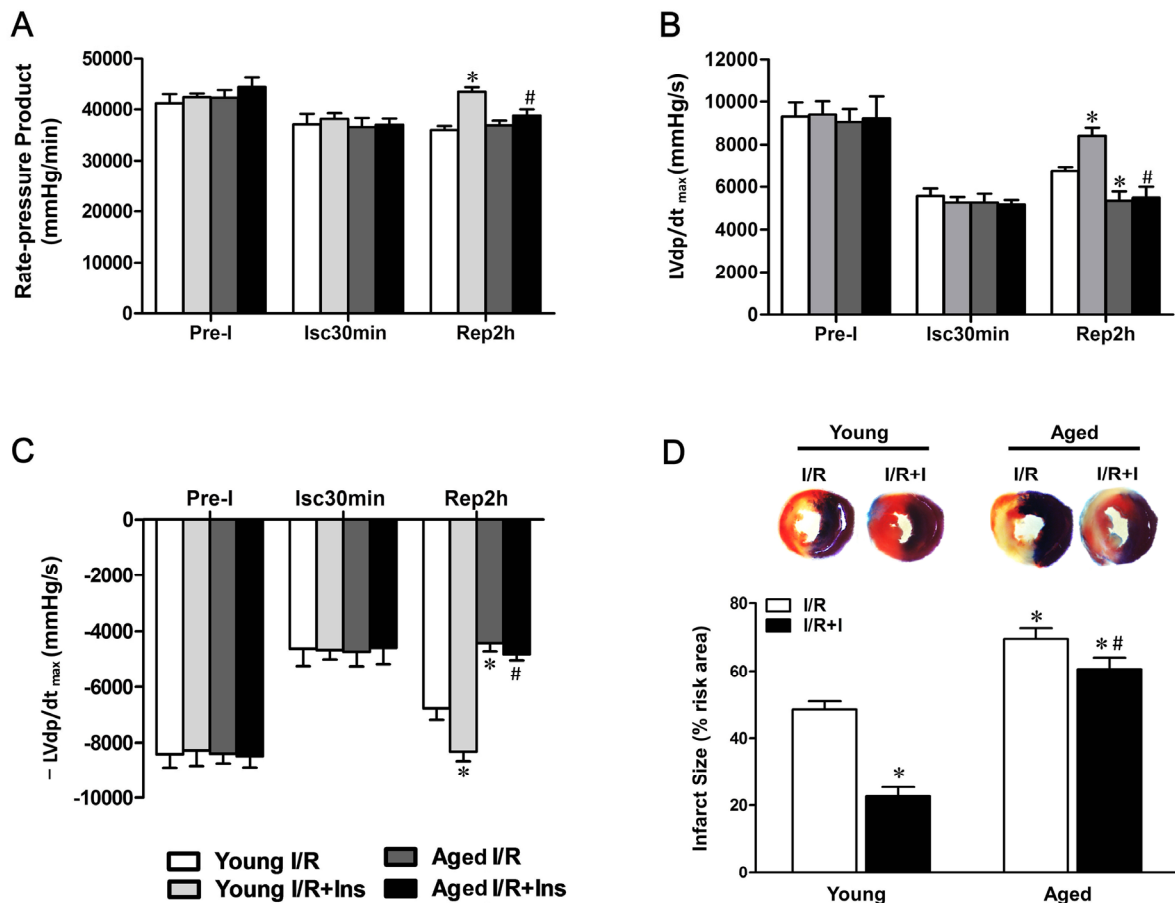 A
Rate-pressure Product
(mmHg/min)
50000
40000
30000
20000
10000
0
*
#
Pre-I Isc30min Rep2h
B
LVdp/dt max (mmHg/s)
12000
10000
8000
6000
4000
2000
0
*
*
#
Pre-I Isc30min Rep2h
C
Pre-I Isc30min Rep2h
– LVdp/dt max (mmHg/s)
0
-2000
-4000
-6000
-8000
-10000
*
*
#
Young I/R
Aged I/R
Young I/R+Ins
Aged I/R+Ins
D
Young Aged
I/R I/R+I I/R I/R+I
I/R
I/R+I
Infarct Size (% risk area)
80
60
40
20
0
*
*
*#
Young Aged